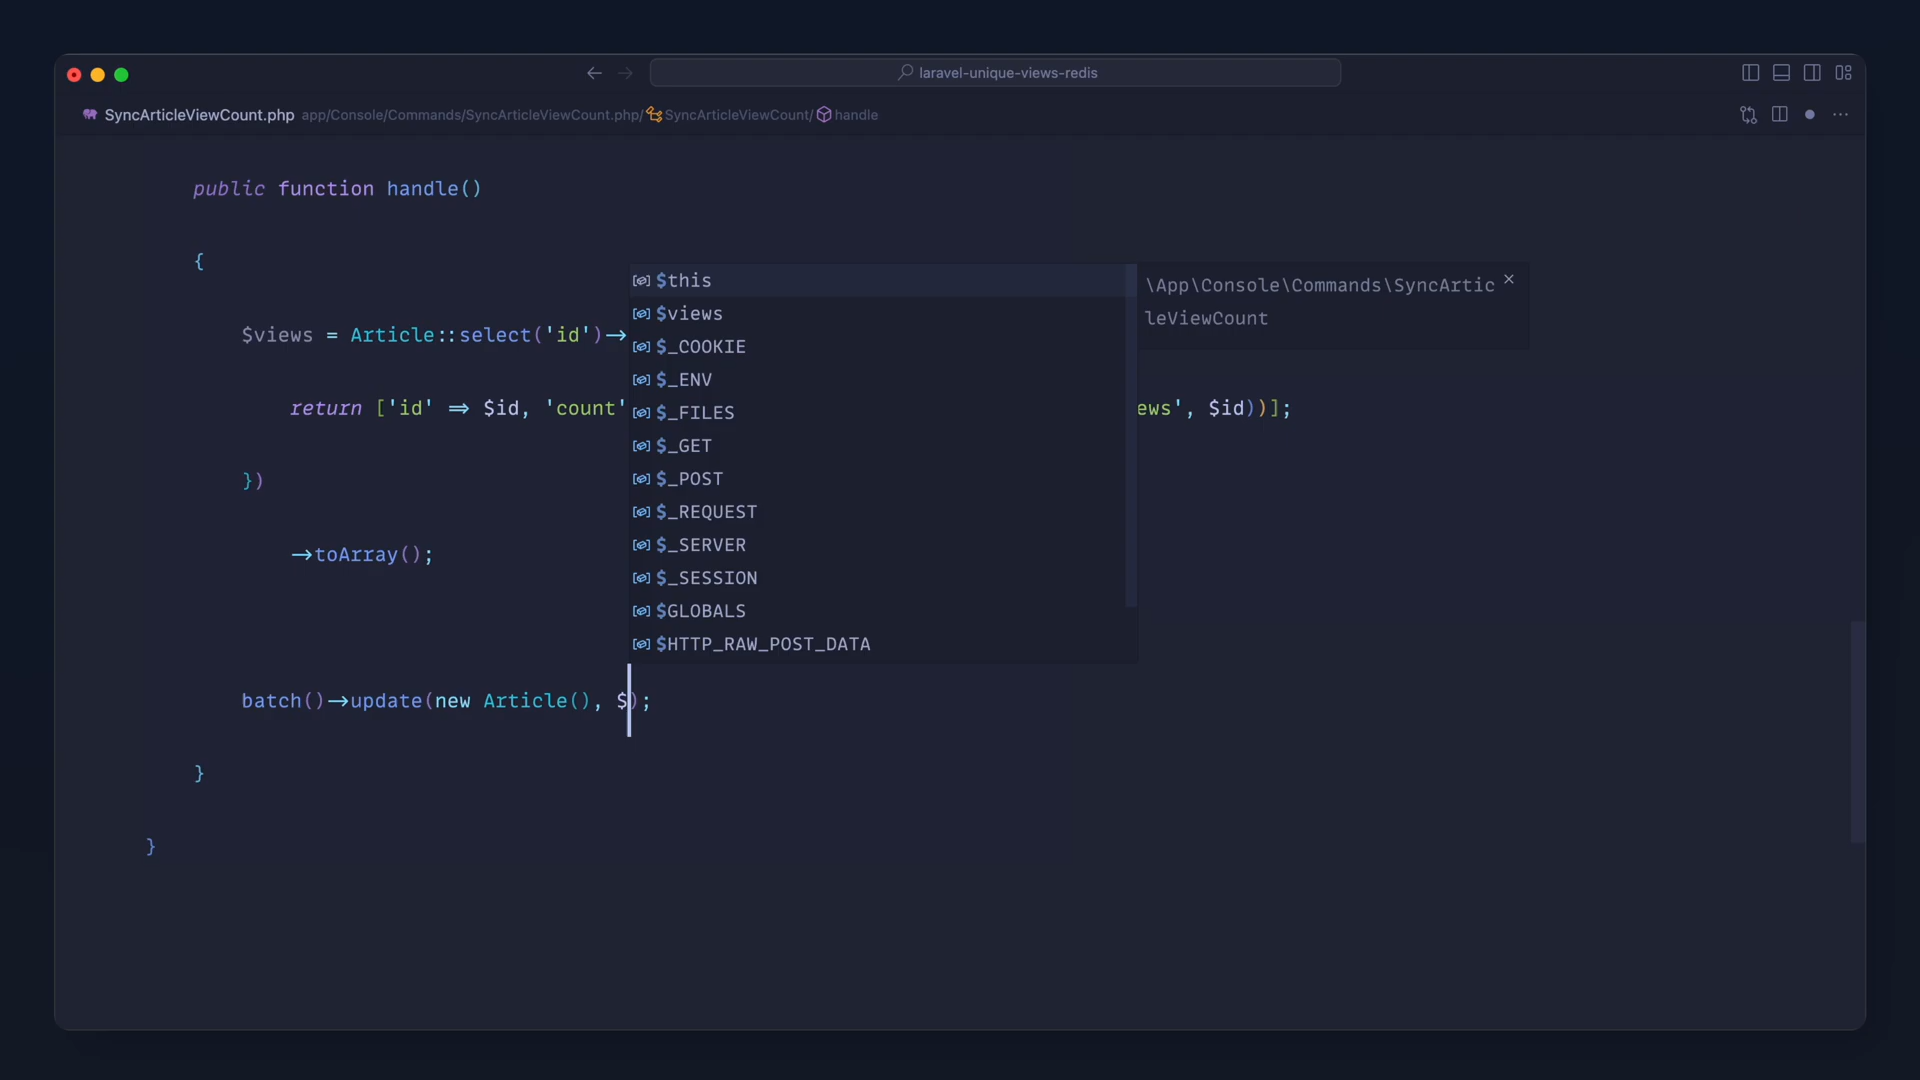 laravel-unique-views-redis
SyncArticleViewCount.php app/Console/Commands/SyncArticleViewCount.php/ SyncArticleViewCount/ handle
public function handle()
{
$this
\App\Console\Commands\SyncArtic
leViewCount
$views
$views = Article::select('id')->
$_COOKIE
$_ENV
return ['id' => $id, 'count' ews', $id))];
$_FILES
$_GET
})
$_POST
$_REQUEST
->toArray();
$_SERVER
$_SESSION
$GLOBALS
$HTTP_RAW_POST_DATA
batch()->update(new Article(), $);
}
}